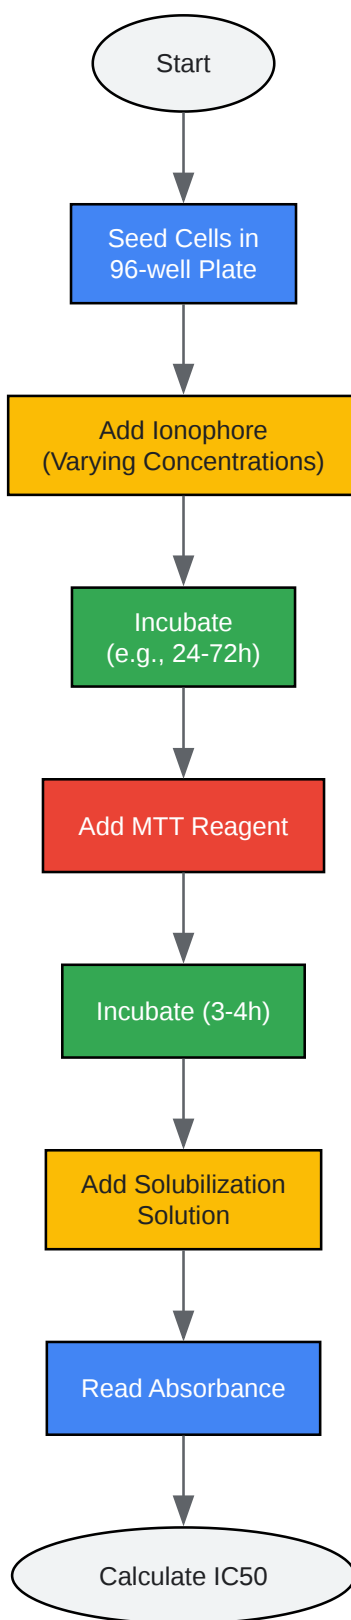 Start
Seed Cells in
96-well Plate
Add Ionophore
(Varying Concentrations)
Incubate
(e.g., 24-72h)
Add MTT Reagent
Incubate (3-4h)
Add Solubilization
Solution
Read Absorbance
Calculate IC50